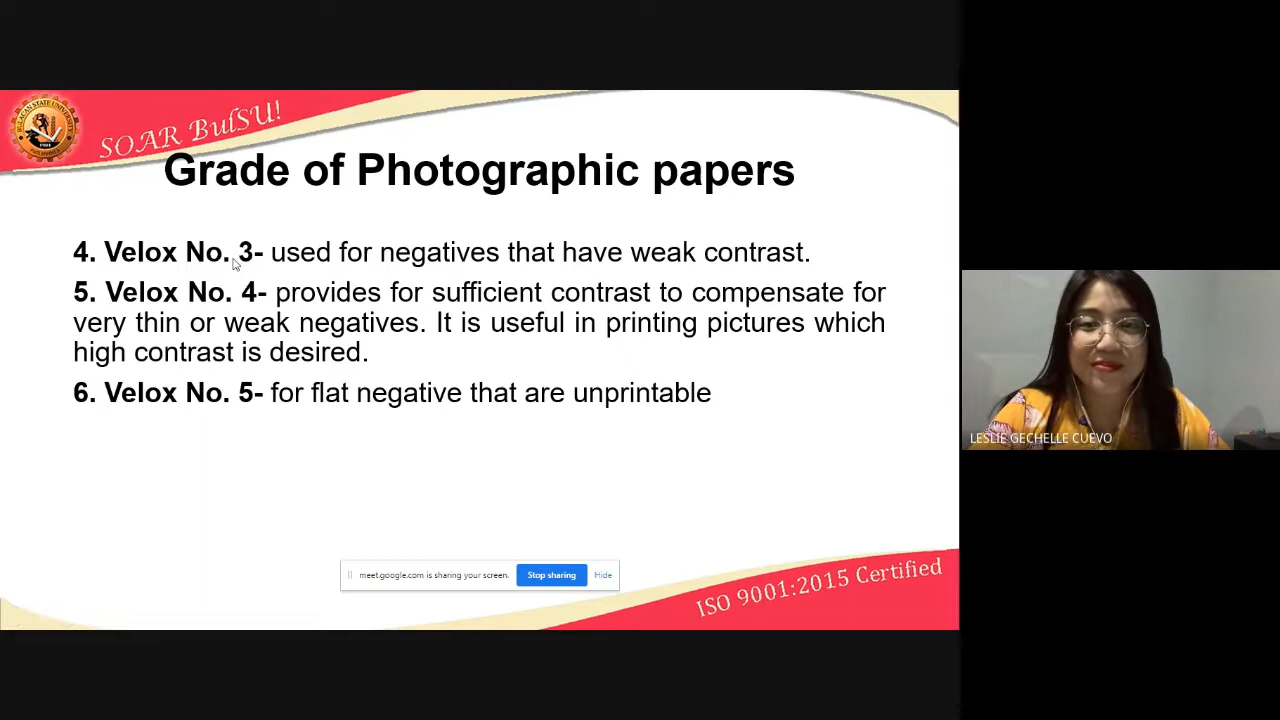 SOAR BulSU!
BULACAN STATE UNIVERSITY
Grade of Photographic papers
4. Velox No. 3- used for negatives that have weak contrast.
5. Velox No. 4- provides for sufficient contrast to compensate for
very thin or weak negatives. It is useful in printing pictures which
high contrast is desired.
6. Velox No. 5- for flat negative that are unprintable
LESLIE GECHELLE CUEVO
meet.google.com is sharing your screen.
Stop sharing
Hide
ISO 9001:2015 Certified